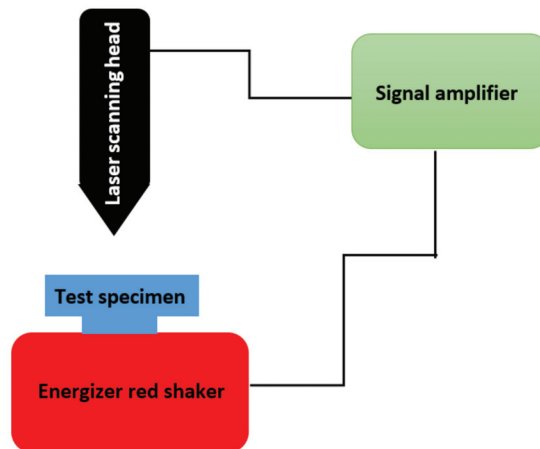 Laser scanning head
Signal amplifier
Test specimen
Energizer red shaker